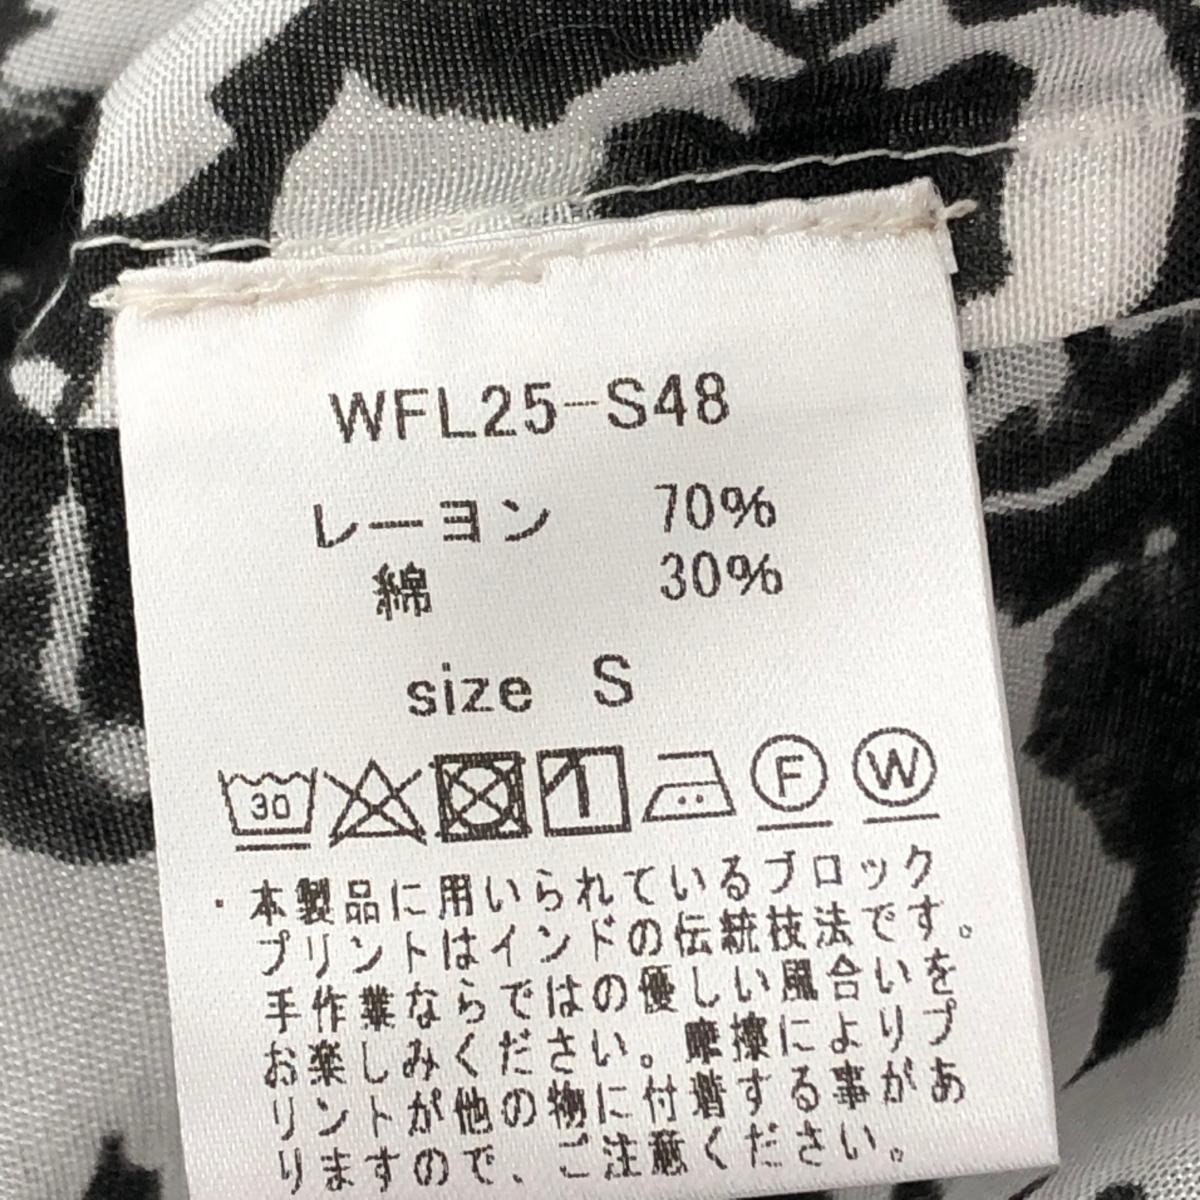 WFL25-S48
レーヨン 70%
綿 30%
size S
30 F W
・本製品に用いられているブロック
プリントはインドの伝統技法です。
手作業ならではの優しい風合いを
お楽しみください。摩擦によりプ
リントが他の物に付着する事があ
りますので、ご注意ください。